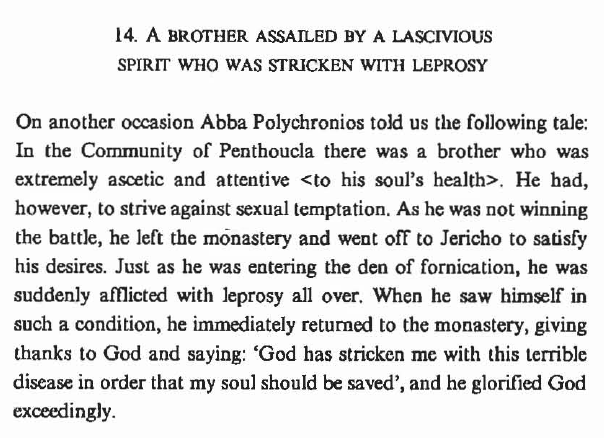 14. A BROTHER ASSAILED BY A LASCIVIOUS
SPIRIT WHO WAS STRICKEN WITH LEPROSY
On another occasion Abba Polychronios told us the following tale:
In the Community of Penthoucla there was a brother who was
extremely ascetic and attentive <to his soul's health>. He had,
however, to strive against sexual temptation. As he was not winning
the battle, he left the monastery and went off to Jericho to satisfy
his desires. Just as he was entering the den of fornication, he was
suddenly afflicted with leprosy all over. When he saw himself in
such a condition, he immediately returned to the monastery, giving
thanks to God and saying: ‘God has stricken me with this terrible
disease in order that my soul should be saved’, and he glorified God
exceedingly.